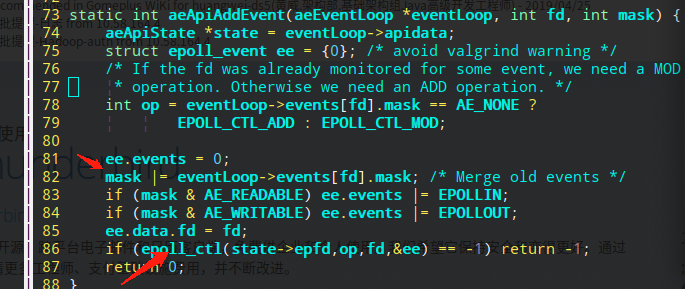 73 static int aeApiAddEvent(aeEventLoop *eventLoop, int fd, int mask) {
74     aeApiState *state = eventLoop->apidata;
75     struct epoll_event ee = {0}; /* avoid valgrind warning */
76     /* If the fd was already monitored for some event, we need a MOD
77      * operation. Otherwise we need an ADD operation. */
78     int op = eventLoop->events[fd].mask == AE_NONE ?
79             EPOLL_CTL_ADD : EPOLL_CTL_MOD;
80
81     ee.events = 0;
82     mask |= eventLoop->events[fd].mask; /* Merge old events */
83     if (mask & AE_READABLE) ee.events |= EPOLLIN;
84     if (mask & AE_WRITABLE) ee.events |= EPOLLOUT;
85     ee.data.fd = fd;
86     if (epoll_ctl(state->epfd,op,fd,&ee) == -1) return -1;
87     return 0;
88 }